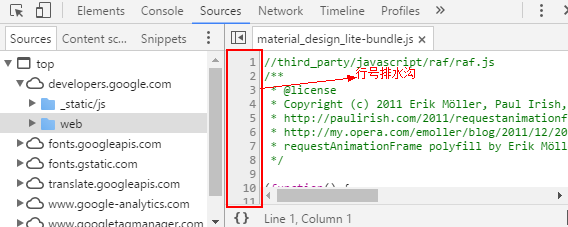 Elements Console Sources Network Timeline
Sources
Content s...
top
developers.google.com
_static/js
web
fonts.googleapis.com
fonts.gstatic.com
translate.googleapis.com
www.google-analytics.com
www.googletagmanager.com
material_design_lite-bundle.js
1 //third_party/javascript/raf/raf.js
2 /**
3 * @license
行号排水沟
4 * Copyright (c) 2011 Erik Möller, Paul Irish,
5 * http://paulirish.com/2011/requestanimationf
6 * http://my.opera.com/emoller/blog/2011/12/20
7 * requestAnimationFrame polyfill by Erik Möll
8 */
9
10 (function() {
11
{} Line 1, Column 1